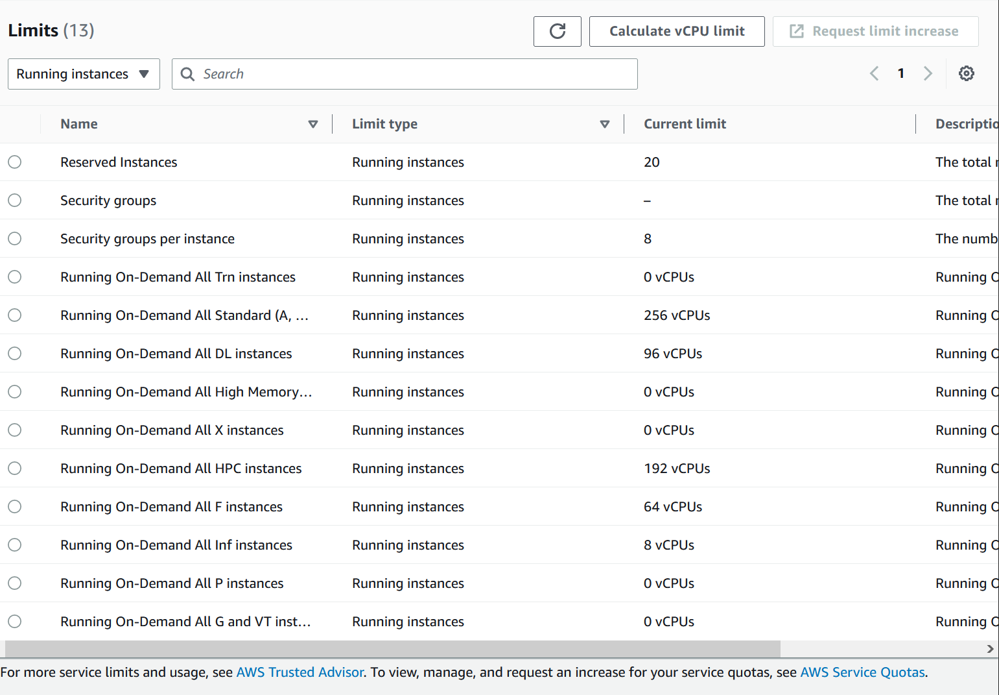 Limits (13)
Calculate vCPU limit
Request limit increase
Running instances
Search
1
Name Limit type Current limit Descriptio
Reserved Instances Running instances 20 The total r
Security groups Running instances – The total r
Security groups per instance Running instances 8 The numb
Running On-Demand All Trn instances Running instances 0 vCPUs Running O
Running On-Demand All Standard (A, ... Running instances 256 vCPUs Running O
Running On-Demand All DL instances Running instances 96 vCPUs Running O
Running On-Demand All High Memory... Running instances 0 vCPUs Running O
Running On-Demand All X instances Running instances 0 vCPUs Running O
Running On-Demand All HPC instances Running instances 192 vCPUs Running O
Running On-Demand All F instances Running instances 64 vCPUs Running O
Running On-Demand All Inf instances Running instances 8 vCPUs Running O
Running On-Demand All P instances Running instances 0 vCPUs Running O
Running On-Demand All G and VT inst... Running instances 0 vCPUs Running O
For more service limits and usage, see AWS Trusted Advisor. To view, manage, and request an increase for your service quotas, see AWS Service Quotas.